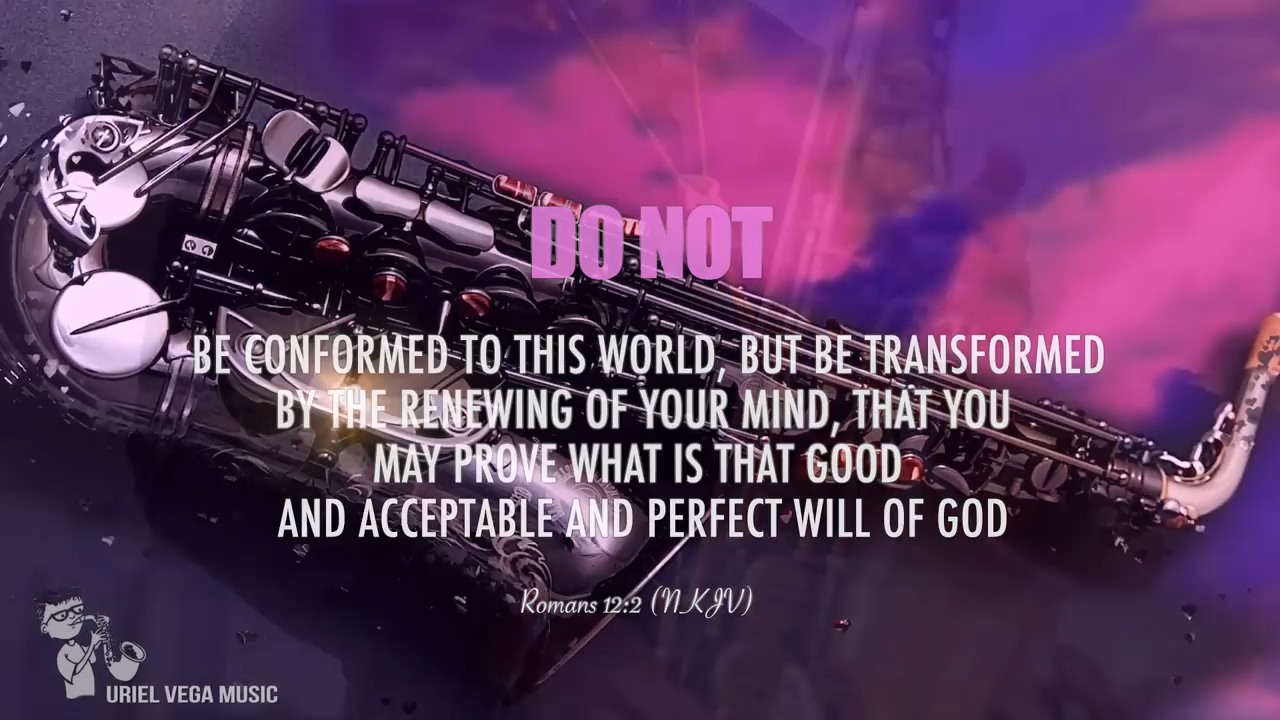 DO NOT
BE CONFORMED TO THIS WORLD, BUT BE TRANSFORMED
BY THE RENEWING OF YOUR MIND, THAT YOU
MAY PROVE WHAT IS THAT GOOD
AND ACCEPTABLE AND PERFECT WILL OF GOD
Romans 12:2 (NKJV)
URIEL VEGA MUSIC